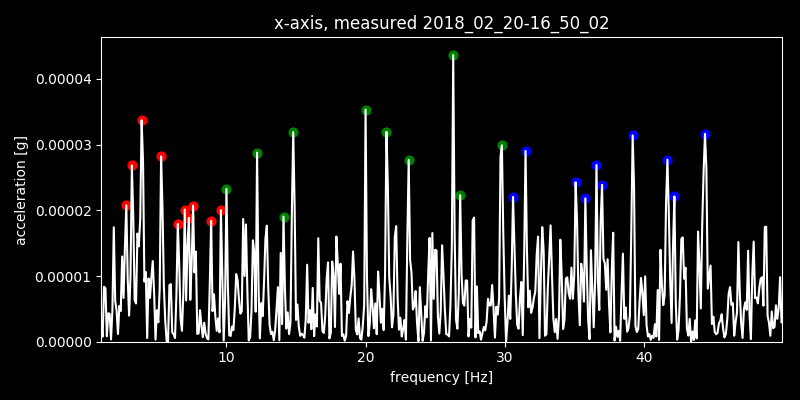 x-axis, measured 2018_02_20-16_50_02
0.00004
0.00003
0.00002
0.00001
0.00000
acceleration [g]
10 20 30 40
frequency [Hz]